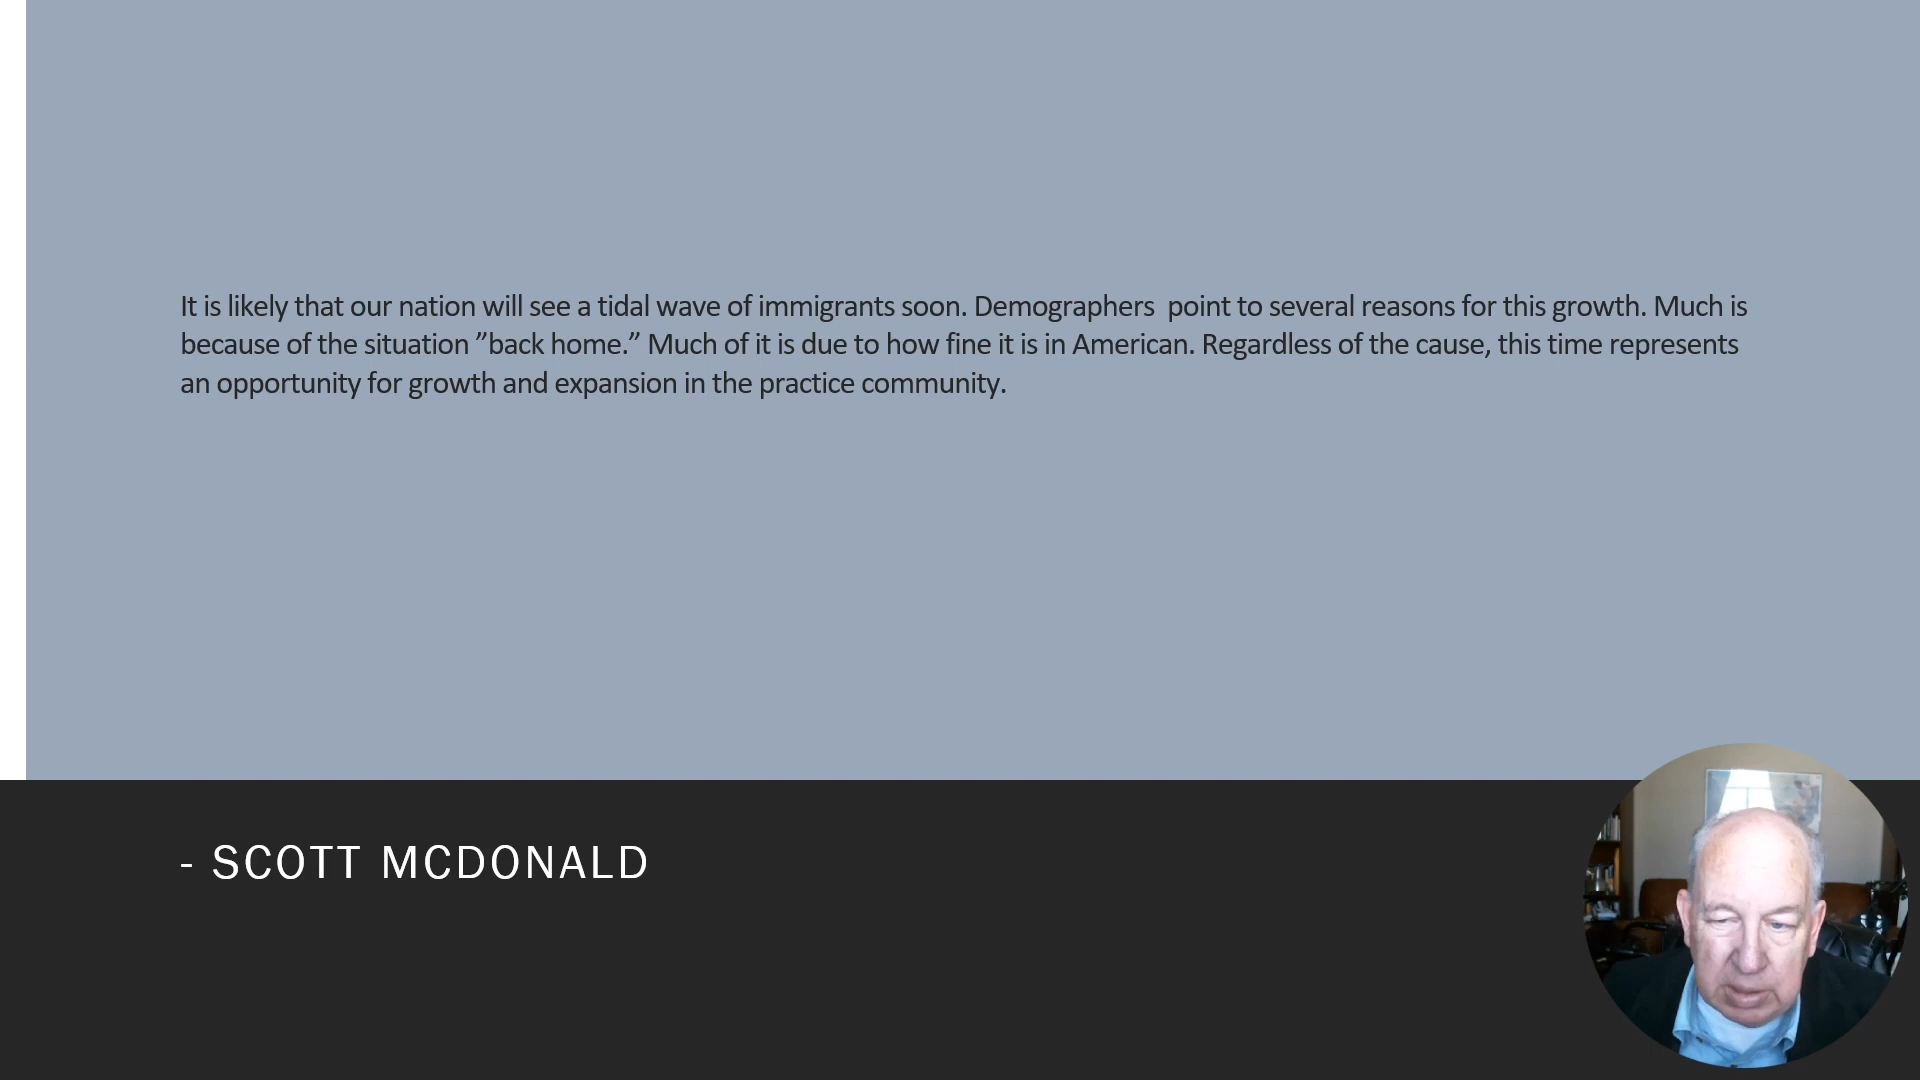 It is likely that our nation will see a tidal wave of immigrants soon. Demographers  point to several reasons for this growth. Much is
because of the situation ”back home.” Much of it is due to how fine it is in American. Regardless of the cause, this time represents
an opportunity for growth and expansion in the practice community.
- SCOTT MCDONALD